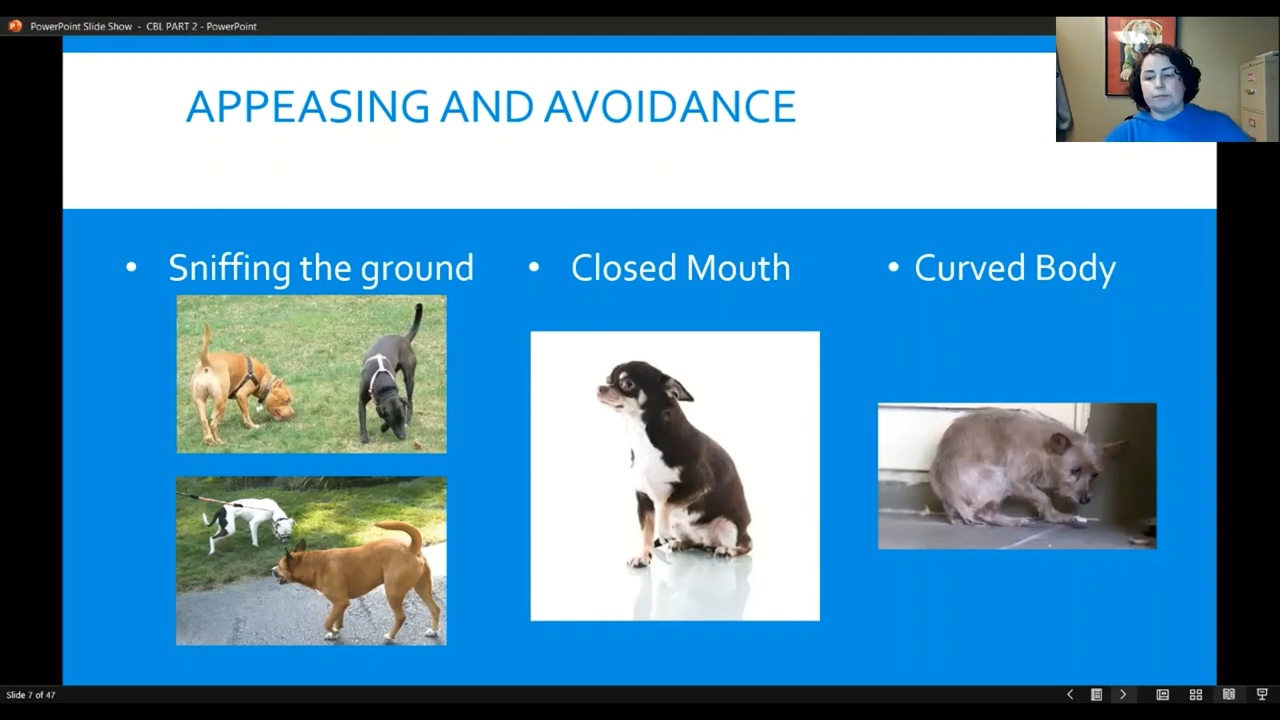 PowerPoint Slide Show - CBL PART 2 - PowerPoint
APPEASING AND AVOIDANCE
• Sniffing the ground
• Closed Mouth
• Curved Body
Slide 7 of 47